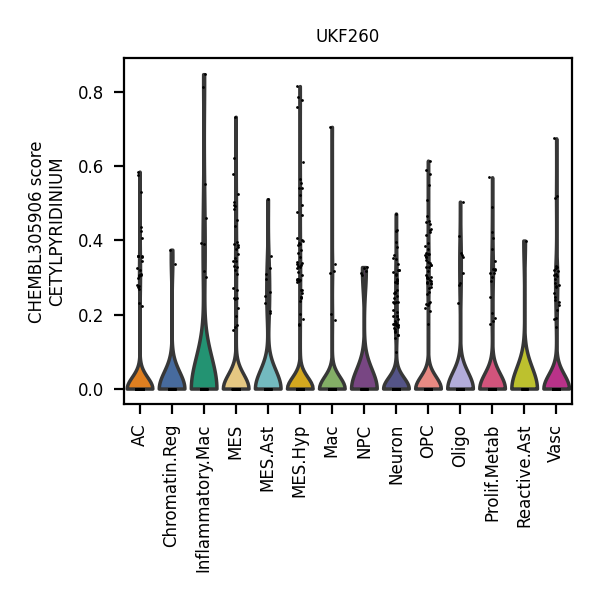 UKF260
CHEMBL305906 score
CETYLPYRIDINIUM
0.8
0.6
0.4
0.2
0.0
AC
Chromatin.Reg
Inflammatory.Mac
MES
MES.Ast
MES.Hyp
Mac
NPC
Neuron
OPC
Oligo
Prolif.Metab
Reactive.Ast
Vasc